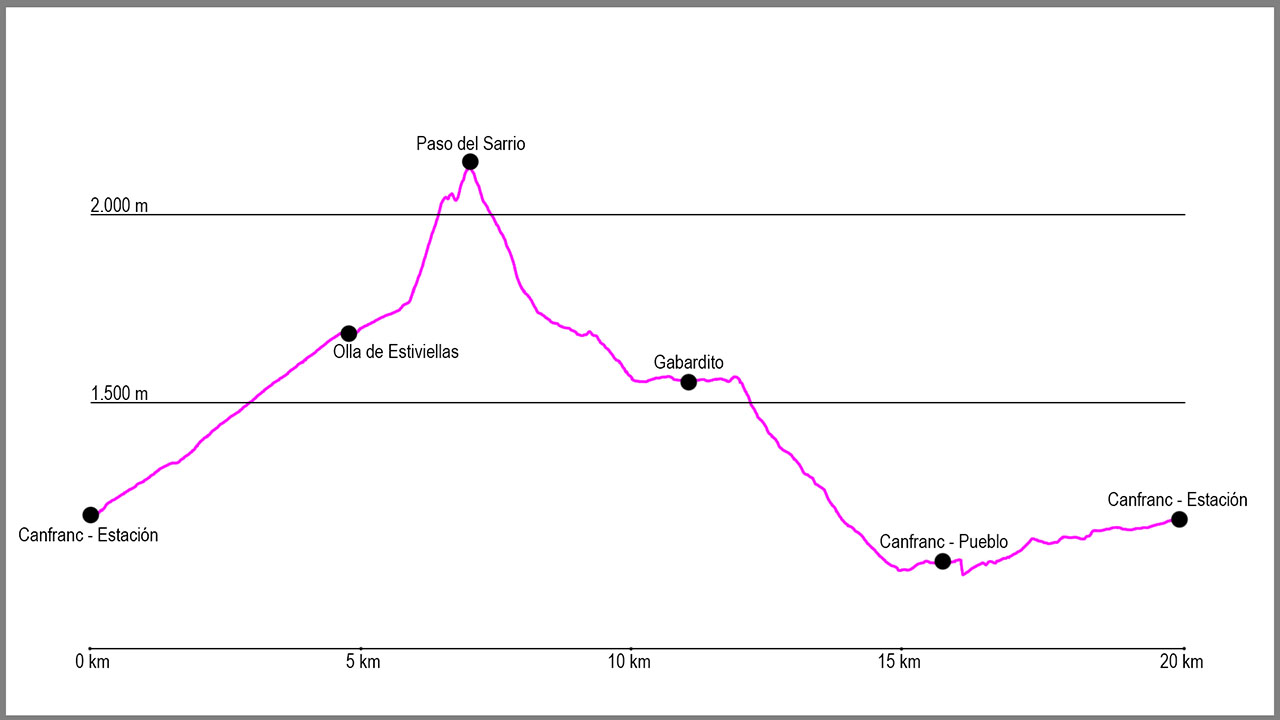 Paso del Sarrio
2.000 m
Olla de Estiviellas
Gabardito
1.500 m
Canfranc - Estación
Canfranc - Estación
Canfranc - Pueblo
0 km
5 km
10 km
15 km
20 km